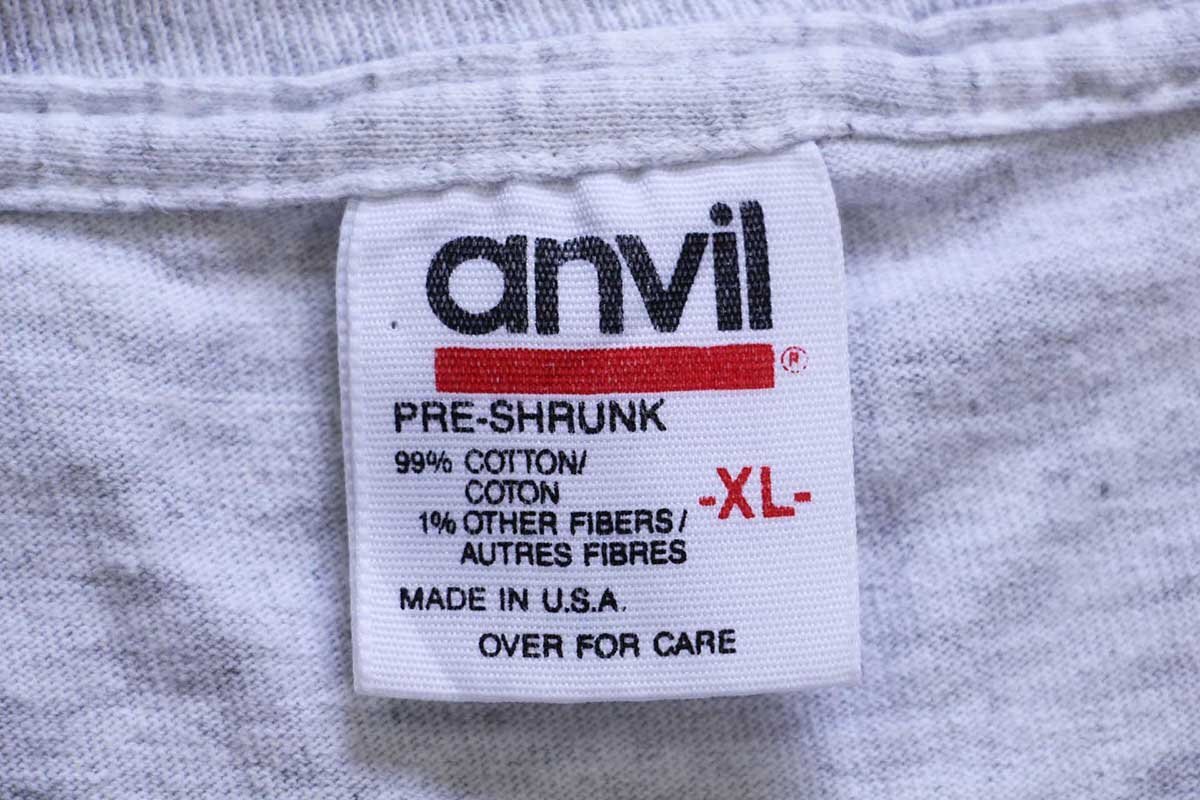 anvil
®
PRE-SHRUNK
99% COTTON/
COTON
-XL-
1% OTHER FIBERS/
AUTRES FIBRES
MADE IN U.S.A.
OVER FOR CARE